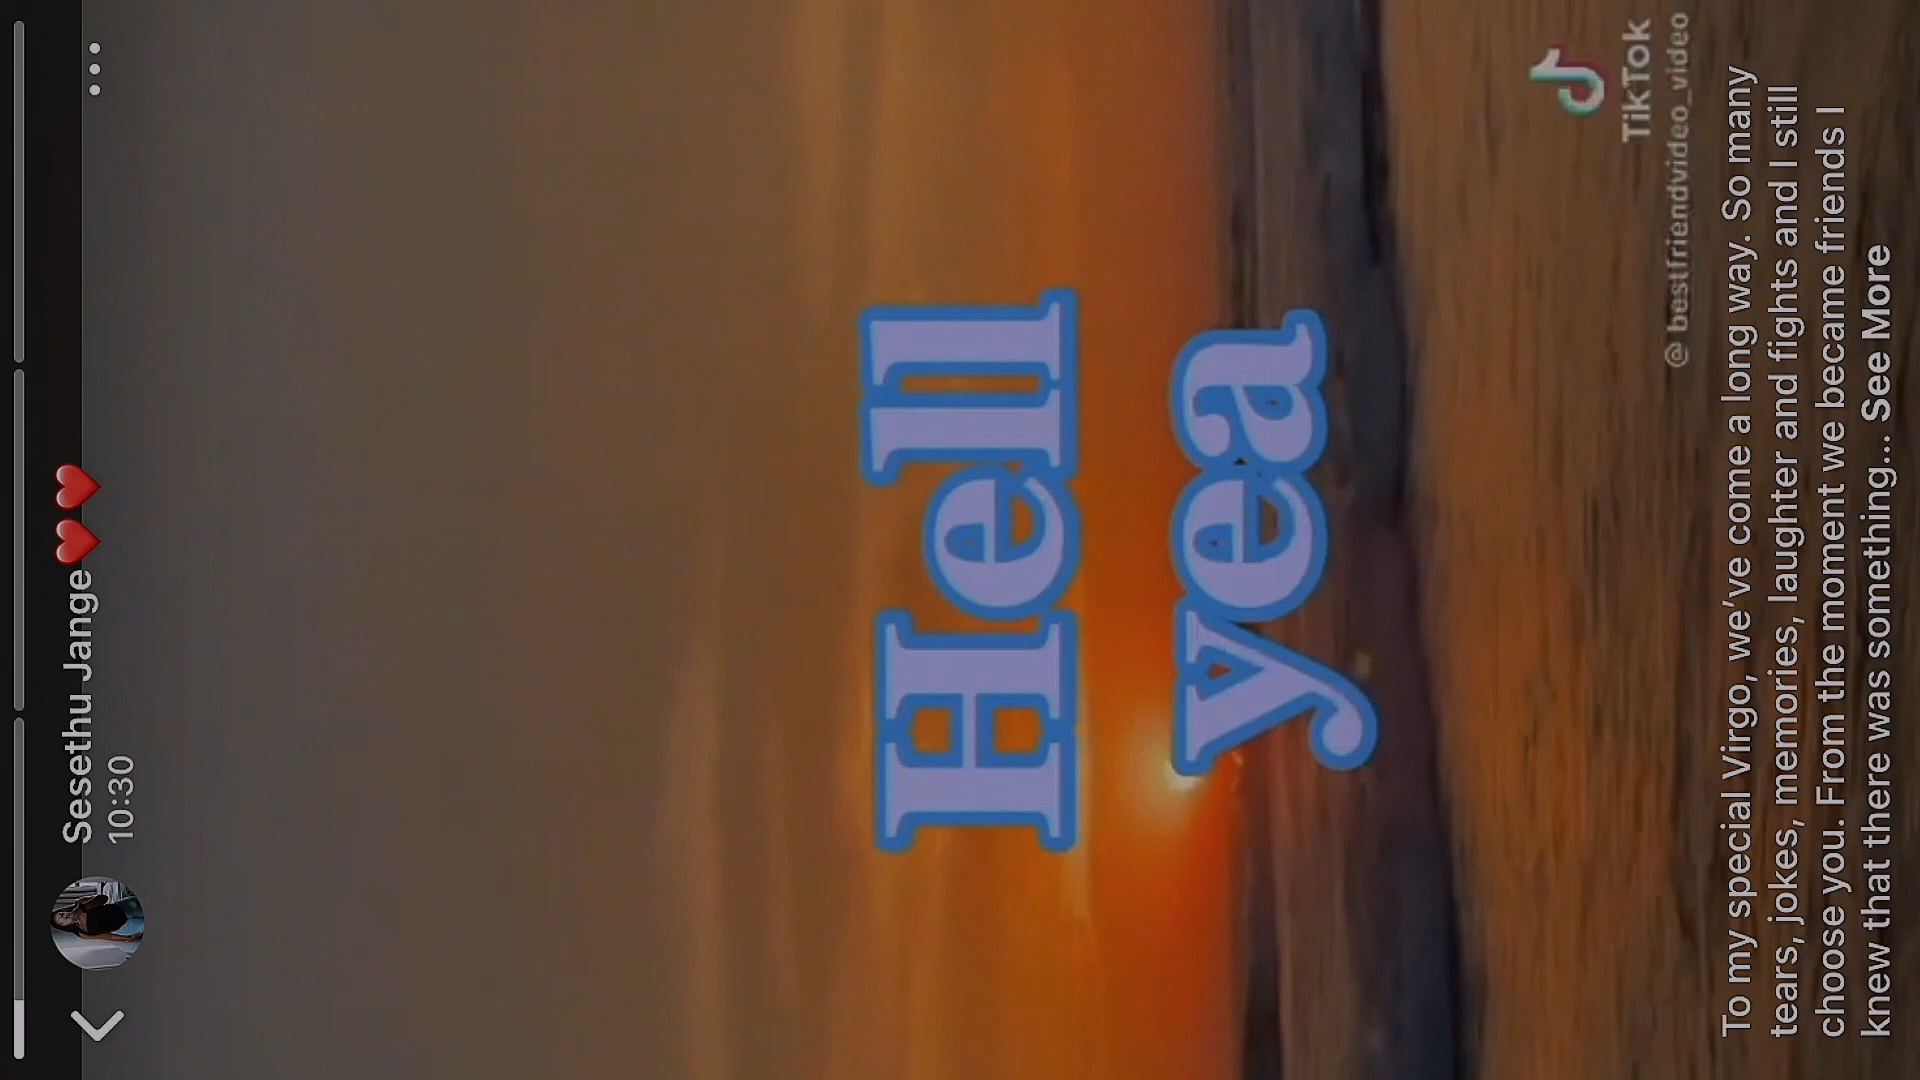 Sesethu Jange ❤️❤️
10:30
Hell
yea
TikTok
@bestfriendvideo_video
To my special Virgo, we've come a long way. So many
tears, jokes, memories, laughter and fights and I still
choose you. From the moment we became friends I
knew that there was something... See More